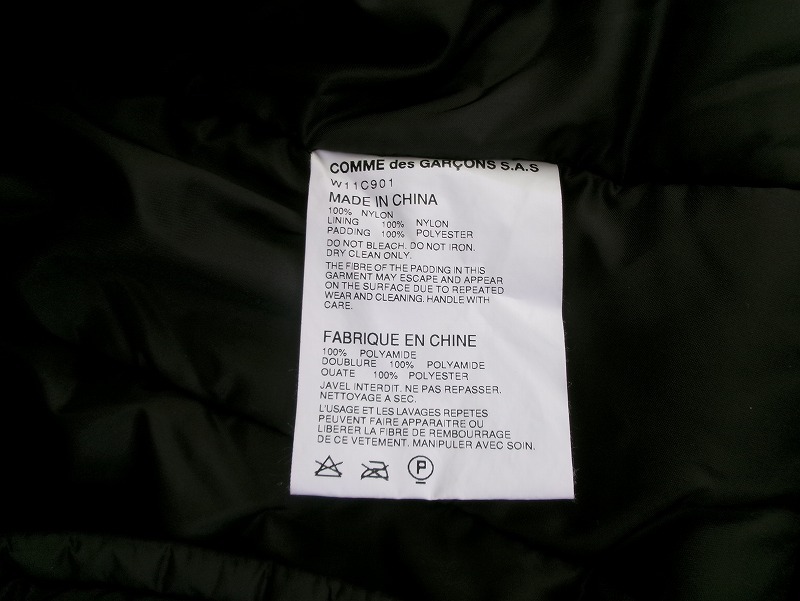 COMME des GARÇONS S.A.S
W11C901
MADE IN CHINA
100% NYLON
LINING 100% NYLON
PADDING 100% POLYESTER
DO NOT BLEACH. DO NOT IRON.
DRY CLEAN ONLY.
THE FIBRE OF THE PADDING IN THIS
GARMENT MAY ESCAPE AND APPEAR
ON THE SURFACE DUE TO REPEATED
WEAR AND CLEANING. HANDLE WITH
CARE.
FABRIQUE EN CHINE
100% POLYAMIDE
DOUBLURE 100% POLYAMIDE
OUATE 100% POLYESTER
JAVEL INTERDIT. NE PAS REPASSER.
NETTOYAGE A SEC.
L'USAGE ET LES LAVAGES REPETES
PEUVENT FAIRE APPARAITRE OU
LIBERER LA FIBRE DE REMBOURRAGE
DE CE VETEMENT. MANIPULER AVEC SOIN.
P